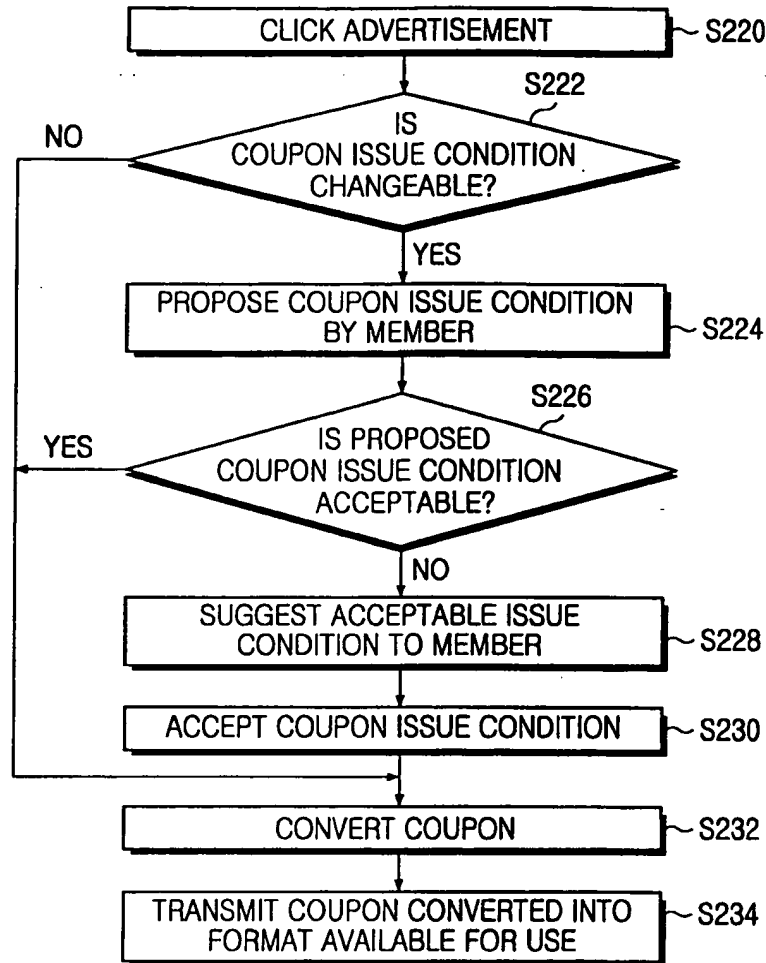 CLICK ADVERTISEMENT
S220
S222
IS
COUPON ISSUE CONDITION
CHANGEABLE?
NO
YES
PROPOSE COUPON ISSUE CONDITION
BY MEMBER
S224
S226
IS PROPOSED
COUPON ISSUE CONDITION
ACCEPTABLE?
YES
NO
SUGGEST ACCEPTABLE ISSUE
CONDITION TO MEMBER
S228
ACCEPT COUPON ISSUE CONDITION
S230
CONVERT COUPON
S232
TRANSMIT COUPON CONVERTED INTO
FORMAT AVAILABLE FOR USE
S234